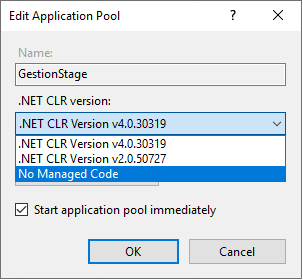 Edit Application Pool
?
Name:
GestionStage
.NET CLR version:
.NET CLR Version v4.0.30319
.NET CLR Version v4.0.30319
.NET CLR Version v2.0.50727
No Managed Code
Start application pool immediately
OK
Cancel